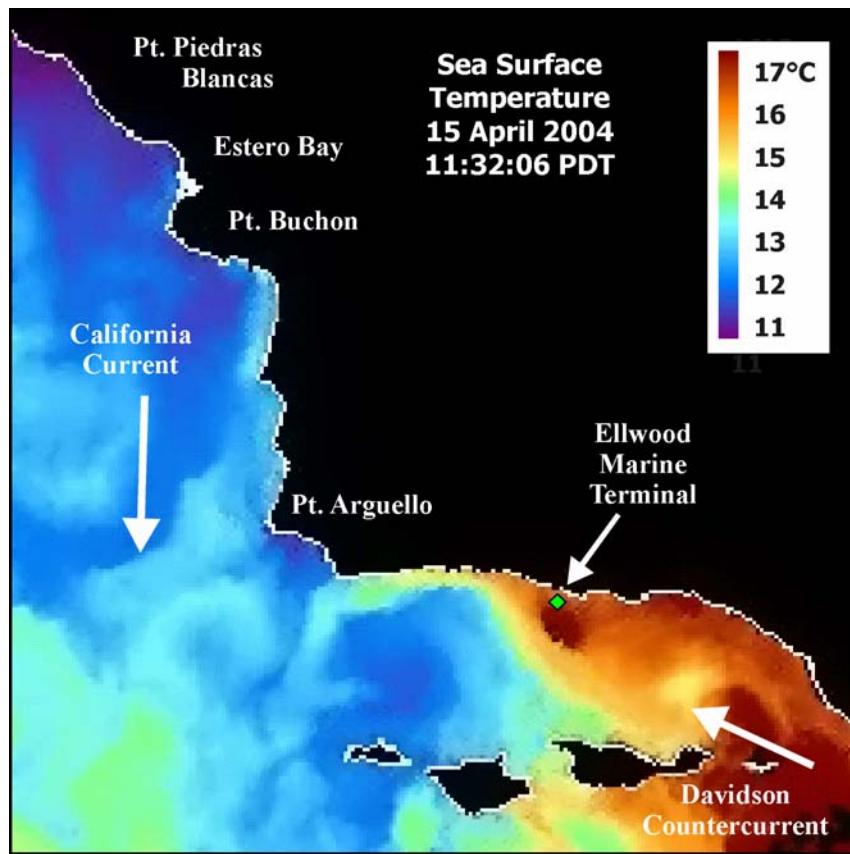 Pt. Piedras
Blancas
Estero Bay
Pt. Buchon
Sea Surface
Temperature
15 April 2004
11:32:06 PDT
17°C
16
15
14
13
12
11
11
California
Current
Pt. Arguello
Ellwood
Marine
Terminal
Davidson
Countercurrent